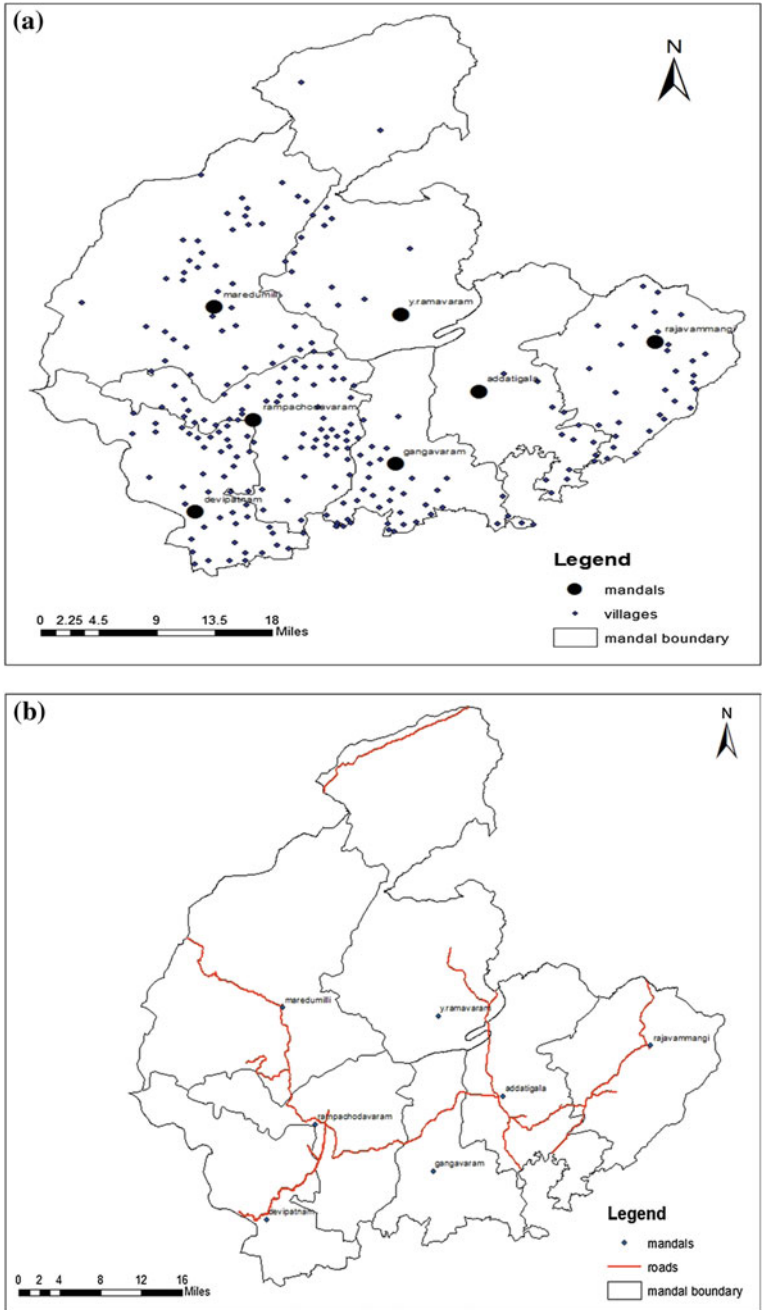 (a)
N
maredumilli
y.ramavaram
rajavammangi
addatigala
rampachodavaram
gangavaram
devipatnam
Legend
mandals
villages
mandal boundary
0 2.25 4.5 9 13.5 18
Miles
(b)
N
maredumilli
y.ramavaram
rajavammangi
addatigala
rampachodavaram
gangavaram
devipatnam
Legend
mandals
roads
mandal boundary
0 2 4 8 12 16
Miles